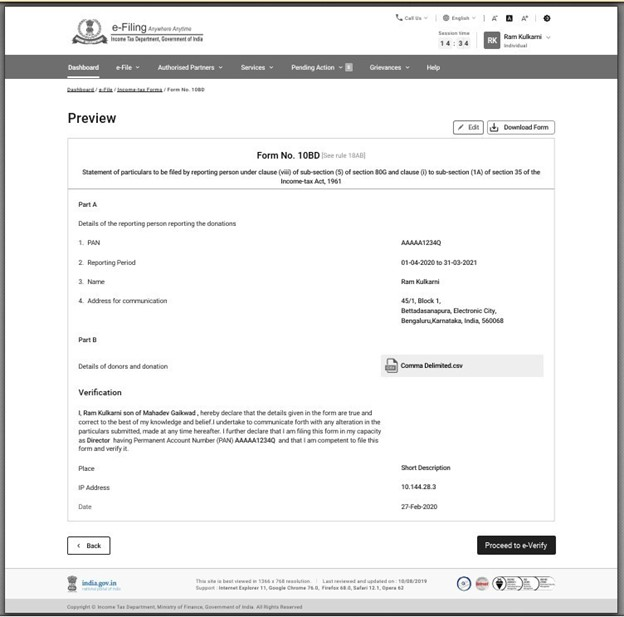 Call Us English A- A A+
e-Filing Anywhere Anytime
Income Tax Department, Government of India
Session time
14 : 34
RK Ram Kulkarni
Individual
Dashboard e-File Authorised Partners Services Pending Action Grievances Help
Dashboard / e-File / Income-tax Forms / Form No. 10BD
Preview
Edit Download Form
Form No. 10BD [See rule 18AB]
Statement of particulars to be filed by reporting person under clause (viii) of sub-section (5) of section 80G and clause (i) to sub-section (1A) of section 35 of the
Income-tax Act, 1961
Part A
Details of the reporting person reporting the donations
1. PAN AAAAA1234Q
2. Reporting Period 01-04-2020 to 31-03-2021
3. Name Ram Kulkarni
4. Address for communication 45/1, Block 1,
Bettadasanapura, Electronic City,
Bengaluru,Karnataka, India, 560068
Part B
Details of donors and donation Comma Delimited.csv
Verification
I, Ram Kulkarni son of Mahadev Gaikwad , hereby declare that the details given in the form are true and
correct to the best of my knowledge and belief.I undertake to communicate forth with any alteration in the
particulars submitted, made at any time hereafter. I further declare that I am filing this form in my capacity
as Director having Permanent Account Number (PAN) AAAAA1234Q and that I am competent to file this
form and verify it.
Place Short Description
IP Address 10.144.28.3
Date 27-Feb-2020
Back Proceed to e-Verify
india.gov.in
This site is best viewed in 1366 x 768 resolution. Last reviewed and updated on : 10/08/2019
Support : Internet Explorer 11, Google Chrome 76.0, Firefox 68.0, Safari 12.1, Opera 62
Copyright © Income Tax Department, Ministry of Finance, Government of India. All Rights Reserved